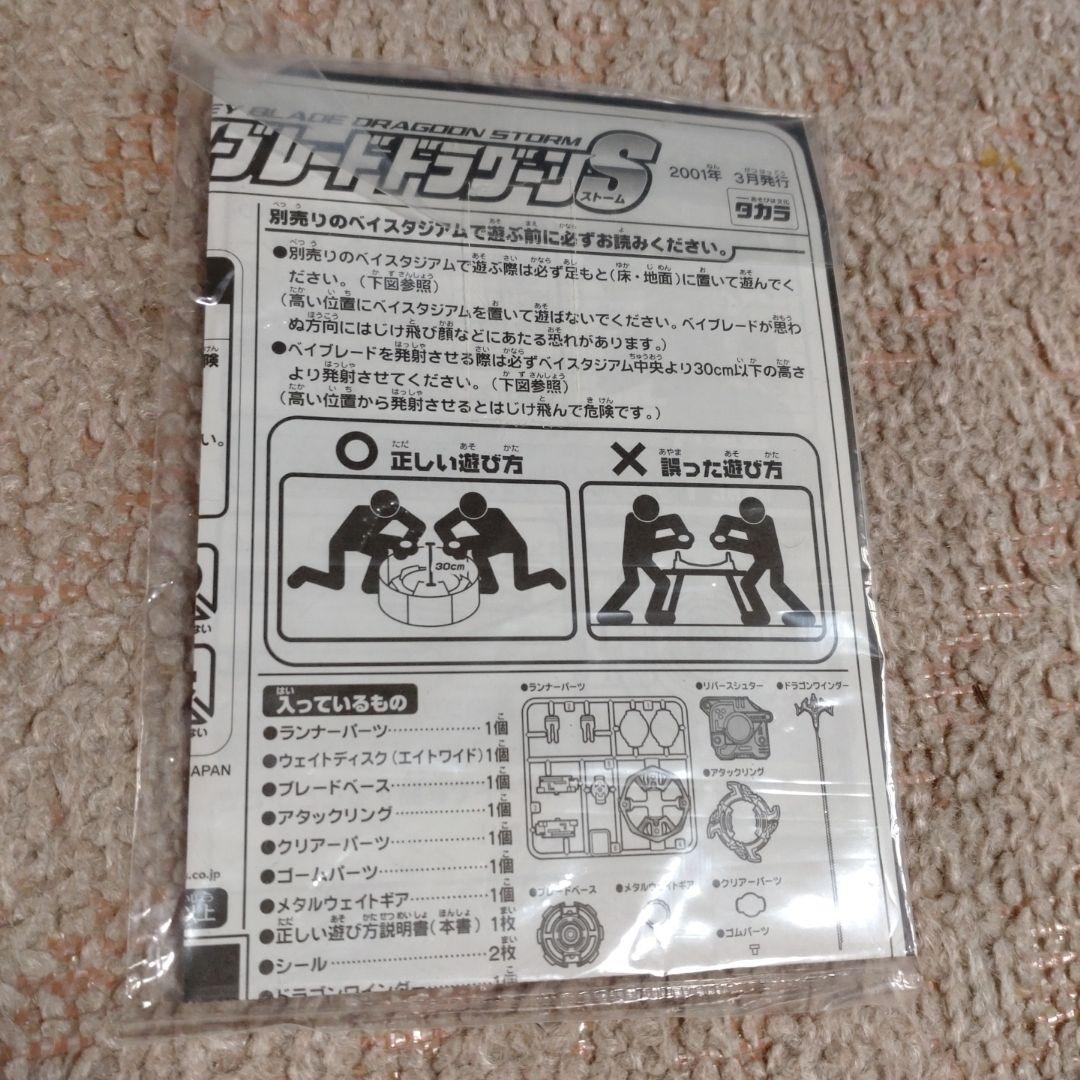 EY BLADE DRAGOON STORM
ブレードドラグーンS
ストーム
2001年 3月発行
タカラ
別売りのベイスタジアムで遊ぶ前に必ずお読みください。
●別売りのベイスタジアムで遊ぶ際は必ず足もと(床・地面)に置いて遊んでく
ださい。(下図参照)
(高い位置にベイスタジアムを置いて遊ばないでください。ベイブレードが思わ
ぬ方向にはじけ飛び顔などにあたる恐れがあります。)
●ベイブレードを発射させる際は必ずベイスタジアム中央より30cm以下の高さ
より発射させてください。(下図参照)
(高い位置から発射させるとはじけ飛んで危険です。)
○ 正しい遊び方
× 誤った遊び方
30cm
入っているもの
●ランナーパーツ…………………1個
●ウェイトディスク(エイトワイド)1個
●ブレードベース…………………1個
●アタックリング…………………1個
●クリアーパーツ…………………1個
●ゴームパーツ……………………1個
●メタルウェイトギア……………1個
●正しい遊び方説明書(本書) 1枚
●シール……………………………2枚
●ドラゴンワインダー……………1個
●ランナーパーツ
●リバースシュター
●ドラゴンワインダー
●アタックリング
●ブレードベース
●メタルウェイトギア
●クリアーパーツ
●ゴムパーツ
険
い。
ない
ない
JAPAN
.co.jp
以上